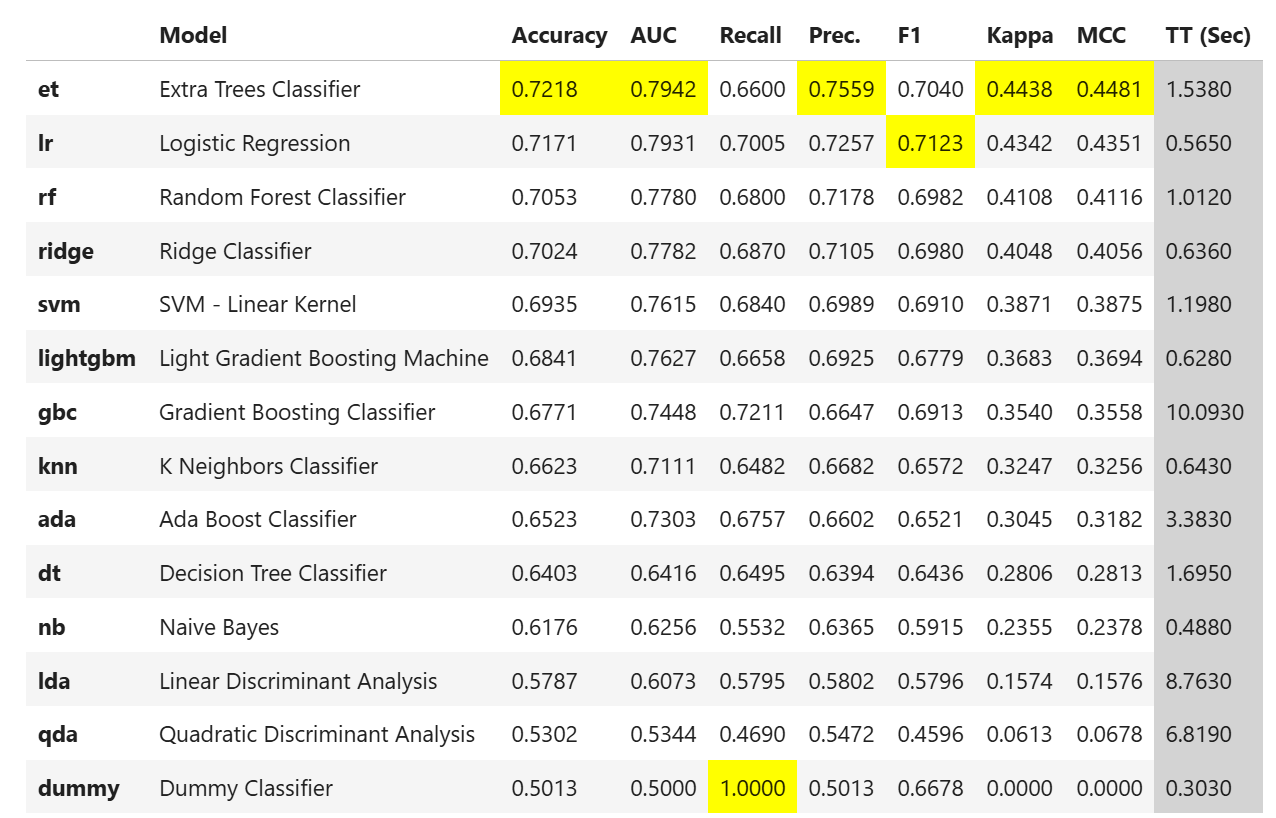 Model Accuracy AUC Recall Prec. F1 Kappa MCC TT (Sec)
et Extra Trees Classifier 0.7218 0.7942 0.6600 0.7559 0.7040 0.4438 0.4481 1.5380
lr Logistic Regression 0.7171 0.7931 0.7005 0.7257 0.7123 0.4342 0.4351 0.5650
rf Random Forest Classifier 0.7053 0.7780 0.6800 0.7178 0.6982 0.4108 0.4116 1.0120
ridge Ridge Classifier 0.7024 0.7782 0.6870 0.7105 0.6980 0.4048 0.4056 0.6360
svm SVM - Linear Kernel 0.6935 0.7615 0.6840 0.6989 0.6910 0.3871 0.3875 1.1980
lightgbm Light Gradient Boosting Machine 0.6841 0.7627 0.6658 0.6925 0.6779 0.3683 0.3694 0.6280
gbc Gradient Boosting Classifier 0.6771 0.7448 0.7211 0.6647 0.6913 0.3540 0.3558 10.0930
knn K Neighbors Classifier 0.6623 0.7111 0.6482 0.6682 0.6572 0.3247 0.3256 0.6430
ada Ada Boost Classifier 0.6523 0.7303 0.6757 0.6602 0.6521 0.3045 0.3182 3.3830
dt Decision Tree Classifier 0.6403 0.6416 0.6495 0.6394 0.6436 0.2806 0.2813 1.6950
nb Naive Bayes 0.6176 0.6256 0.5532 0.6365 0.5915 0.2355 0.2378 0.4880
lda Linear Discriminant Analysis 0.5787 0.6073 0.5795 0.5802 0.5796 0.1574 0.1576 8.7630
qda Quadratic Discriminant Analysis 0.5302 0.5344 0.4690 0.5472 0.4596 0.0613 0.0678 6.8190
dummy Dummy Classifier 0.5013 0.5000 1.0000 0.5013 0.6678 0.0000 0.0000 0.3030